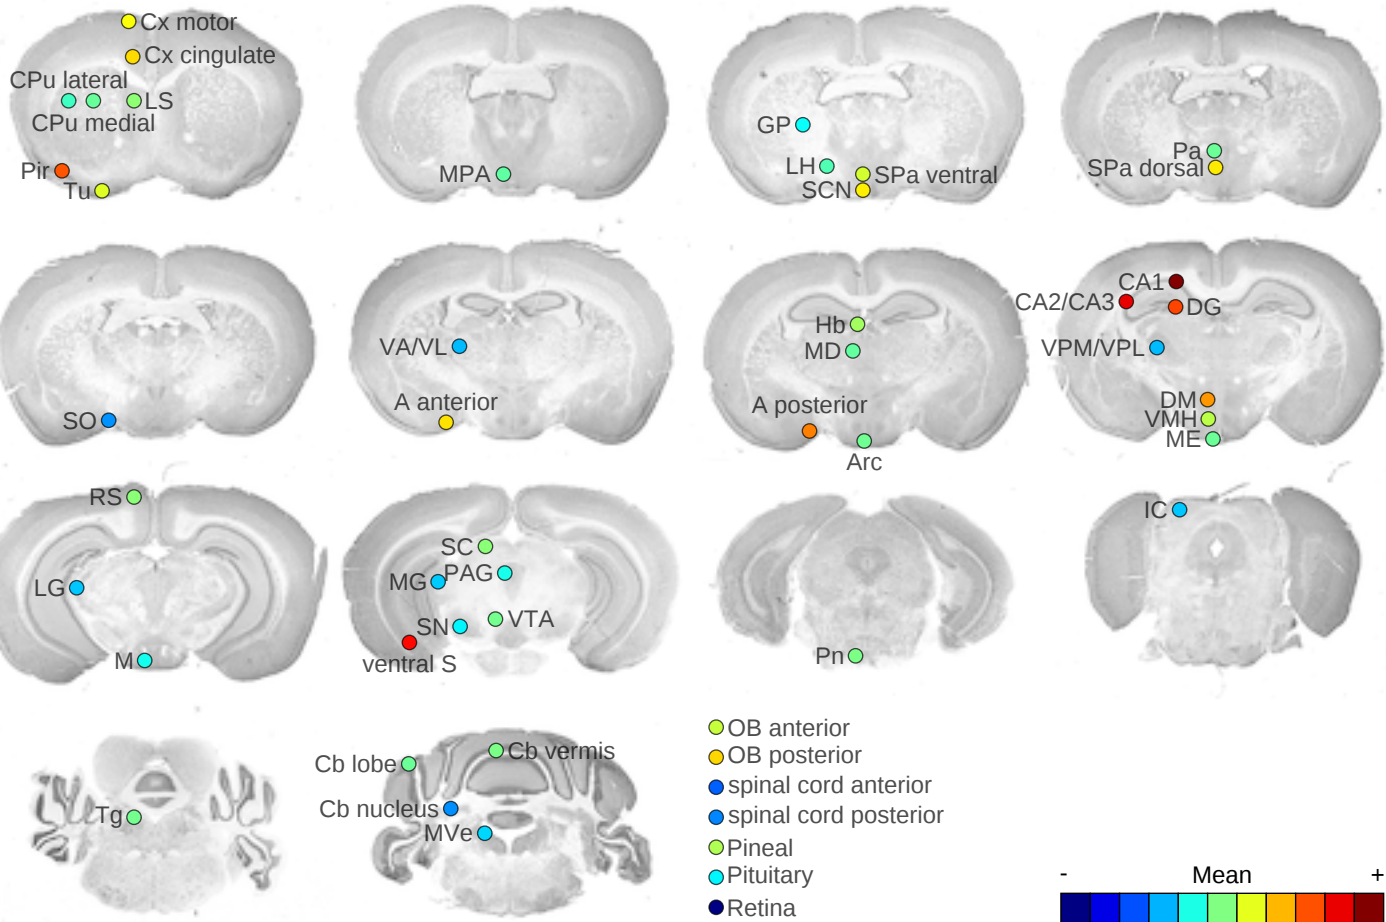 Cx motor
Cx cingulate
CPu lateral
LS
CPu medial
Pir
Tu
MPA
GP
LH
SPa ventral
SCN
Pa
SPa dorsal
SO
VA/VL
A anterior
Hb
MD
A posterior
Arc
CA1
CA2/CA3
DG
VPM/VPL
DM
VMH
ME
RS
LG
M
SC
PAG
MG
VTA
SN
ventral S
Pn
IC
Tg
Cb vermis
Cb lobe
Cb nucleus
MVe
OB anterior
OB posterior
spinal cord anterior
spinal cord posterior
Pineal
Pituitary
Retina
- Mean +